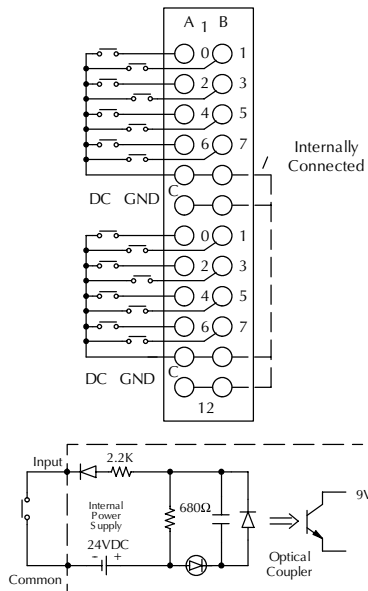 A 1 B
0 1
2 3
4 5
6 7
Internally
Connected
C
DC GND
0 1
2 3
4 5
6 7
C
DC GND
12
Input
2.2K
Internal
Power
Supply
24VDC
- +
680Ω
9V
Optical
Coupler
Common